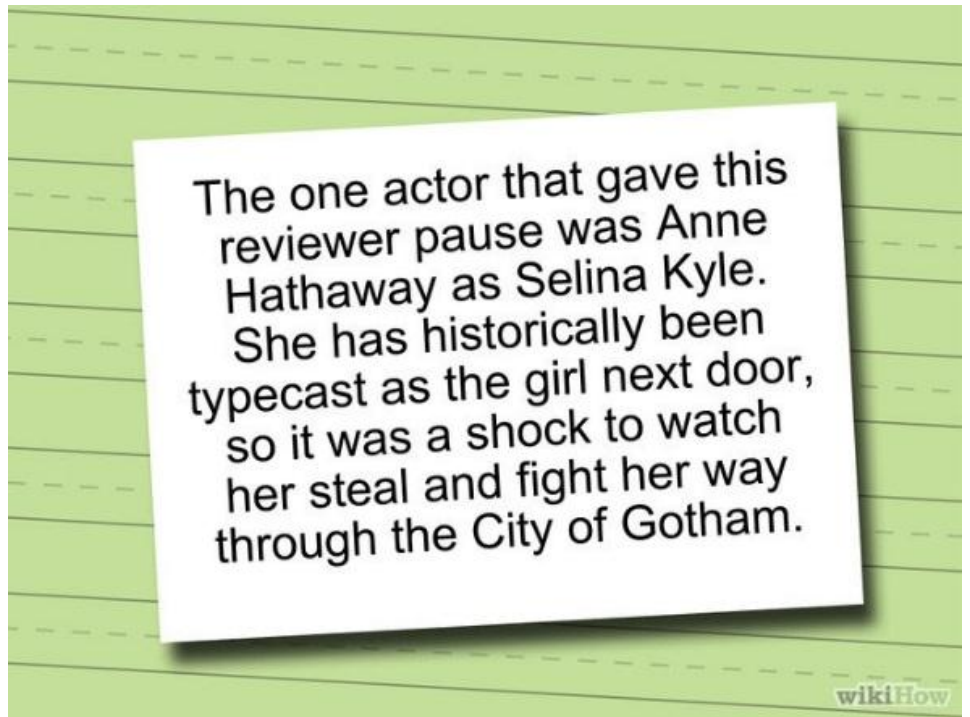 The one actor that gave this
reviewer pause was Anne
Hathaway as Selina Kyle.
She has historically been
typecast as the girl next door,
so it was a shock to watch
her steal and fight her way
through the City of Gotham.
wikiHow